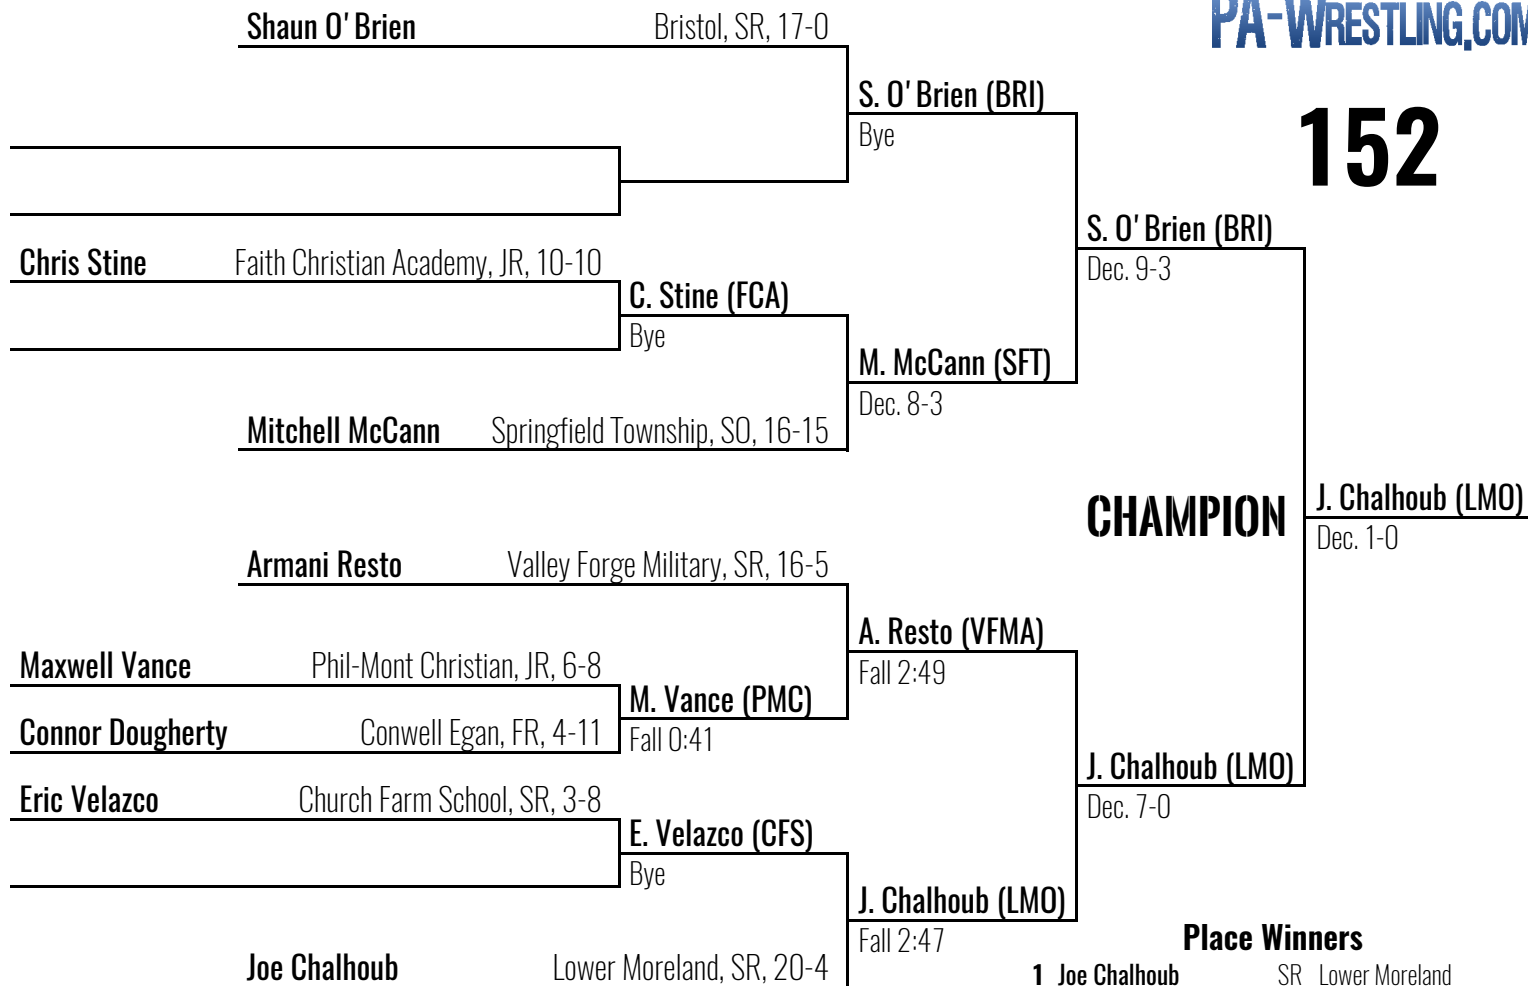 PA-WRESTLING.COM
152
Shaun O'Brien Bristol, SR, 17-0
S. O'Brien (BRI)
Bye
S. O'Brien (BRI)
Dec. 9-3
Chris Stine Faith Christian Academy, JR, 10-10
C. Stine (FCA)
Bye
M. McCann (SFT)
Dec. 8-3
Mitchell McCann Springfield Township, SO, 16-15
CHAMPION
J. Chalhoub (LMO)
Dec. 1-0
Armani Resto Valley Forge Military, SR, 16-5
A. Resto (VFMA)
Fall 2:49
Maxwell Vance Phil-Mont Christian, JR, 6-8
M. Vance (PMC)
Fall 0:41
Connor Dougherty Conwell Egan, FR, 4-11
J. Chalhoub (LMO)
Dec. 7-0
Eric Velazco Church Farm School, SR, 3-8
E. Velazco (CFS)
Bye
J. Chalhoub (LMO)
Fall 2:47
Joe Chalhoub Lower Moreland, SR, 20-4
Place Winners
1 Joe Chalhoub SR Lower Moreland